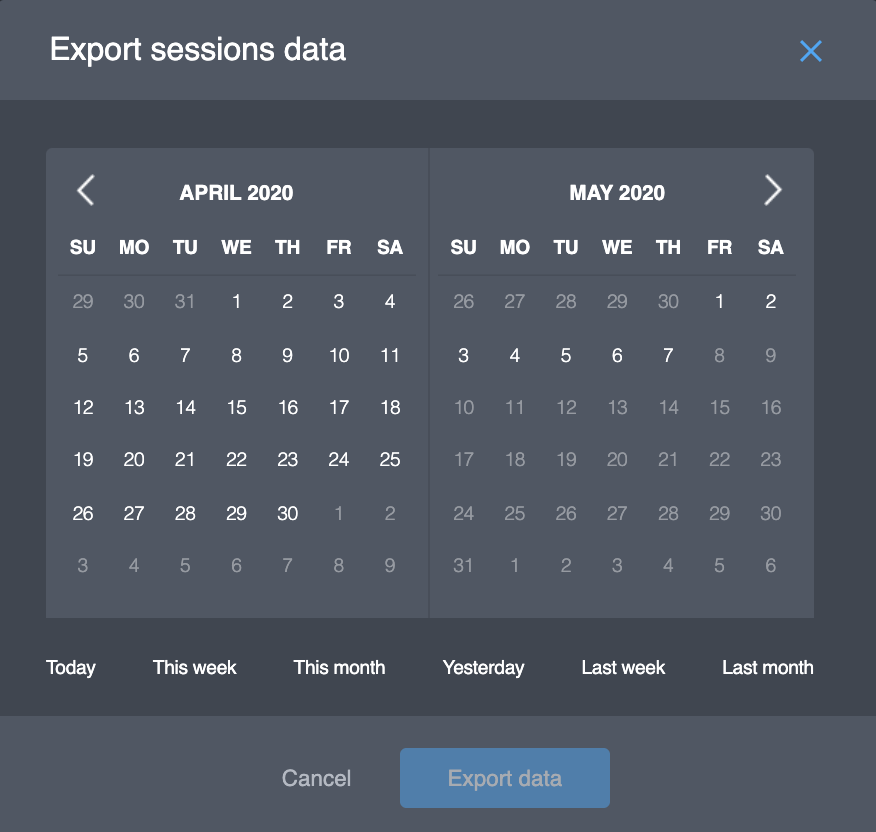 Export sessions data
APRIL 2020
SU MO TU WE TH FR SA
29 30 31 1 2 3 4
5 6 7 8 9 10 11
12 13 14 15 16 17 18
19 20 21 22 23 24 25
26 27 28 29 30 1 2
3 4 5 6 7 8 9
MAY 2020
SU MO TU WE TH FR SA
26 27 28 29 30 1 2
3 4 5 6 7 8 9
10 11 12 13 14 15 16
17 18 19 20 21 22 23
24 25 26 27 28 29 30
31 1 2 3 4 5 6
Today This week This month Yesterday Last week Last month
Cancel Export data